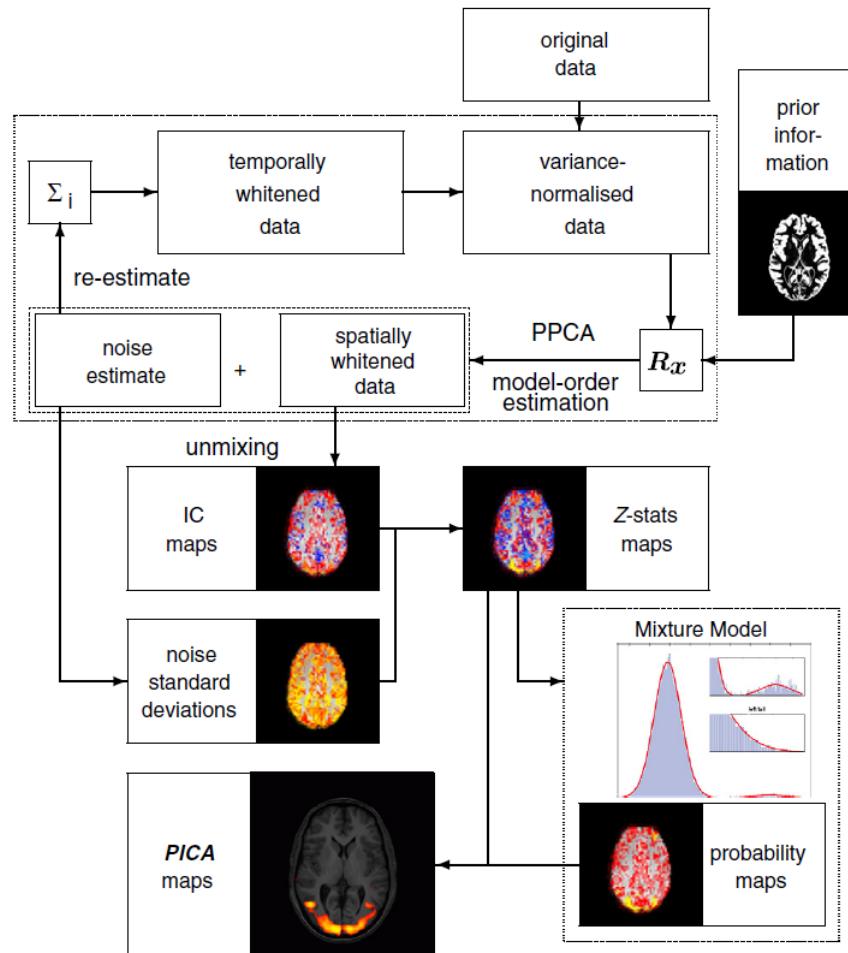 original
data
prior
infor-
mation
Σ i
temporally
whitened
data
variance-
normalised
data
re-estimate
noise
estimate
+
spatially
whitened
data
PPCA
model-order
estimation
Rx
unmixing
IC
maps
Z-stats
maps
noise
standard
deviations
Mixture Model
PICA
maps
probability
maps